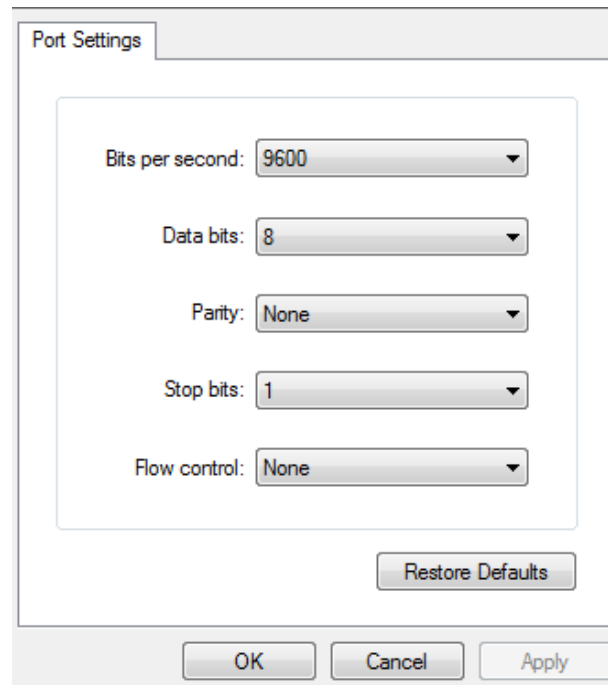 Port Settings
Bits per second: 9600
Data bits: 8
Parity: None
Stop bits: 1
Flow control: None
Restore Defaults
OK Cancel Apply